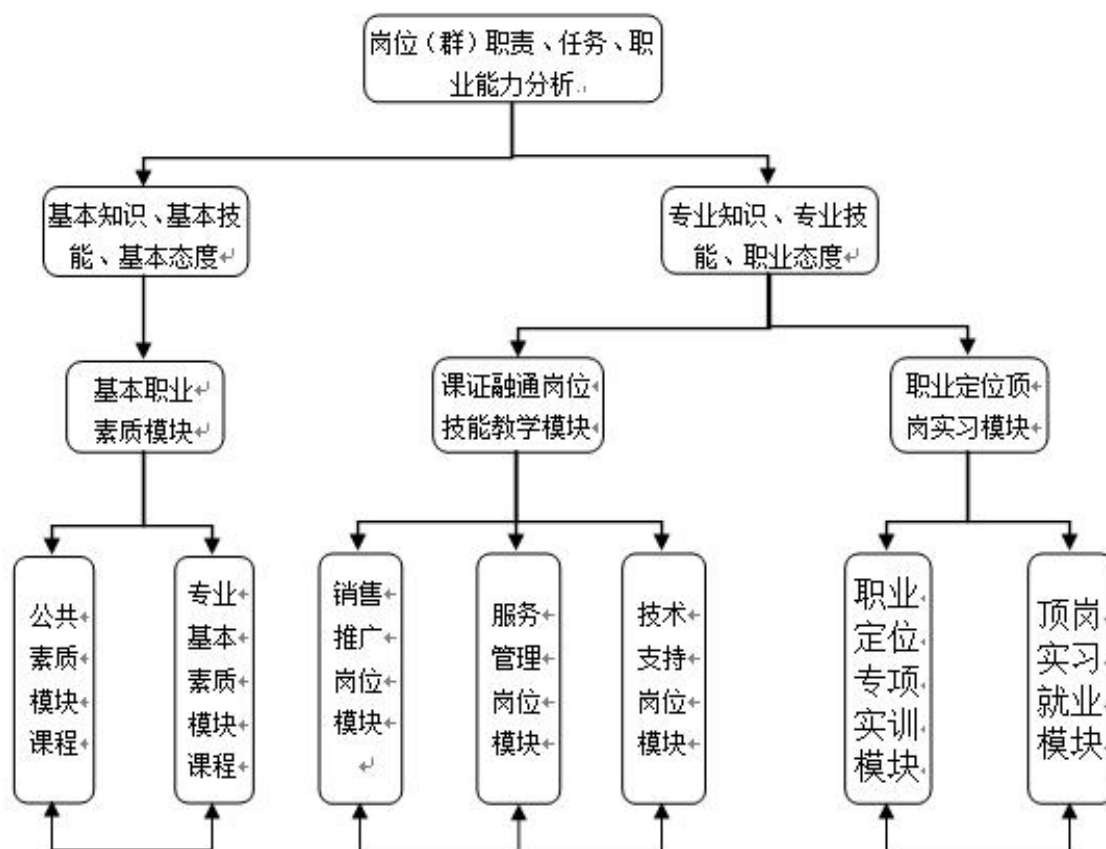 岗位（群）职责、任务、职
业能力分析
基本知识、基本技
能、基本态度
专业知识、专业技
能、职业态度
基本职业
素质模块
课证融通岗位
技能教学模块
职业定位顶
岗实习模块
公共
素质
模块
课程
专业
基本
素质
模块
课程
销售
推广
岗位
模块
服务
管理
岗位
模块
技术
支持
岗位
模块
职业
定位
专项
实训
模块
顶岗
实习
就业
模块